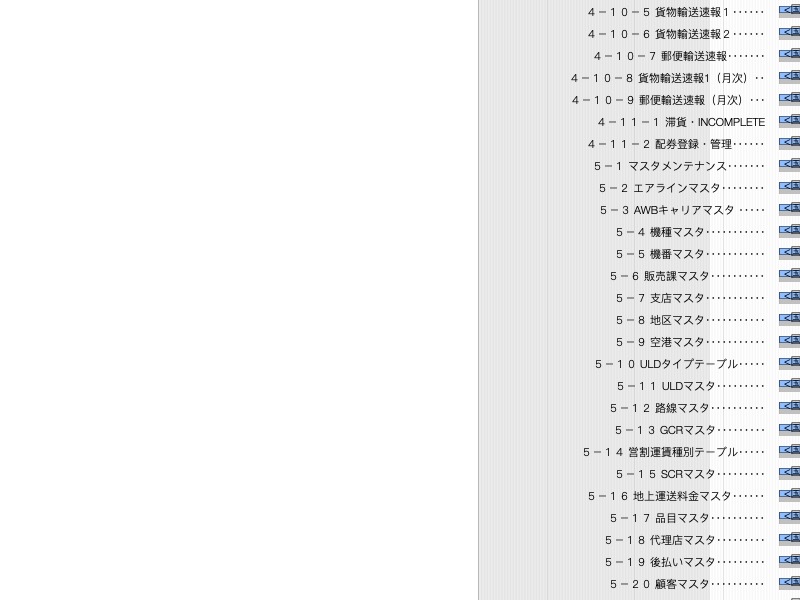 ４－１０－５ 貨物輸送速報１······
４－１０－６ 貨物輸送速報２······
４－１０－７ 郵便輸送速報·······
４－１０－８ 貨物輸送速報1（月次）··
４－１０－９ 郵便輸送速報（月次）···
４－１１－１ 滞貨・INCOMPLETE
４－１１－２ 配券登録・管理······
５－１ マスタメンテナンス·······
５－２ エアラインマスタ········
５－３ AWBキャリアマスタ ·····
５－４ 機種マスタ··········
５－５ 機番マスタ··········
５－６ 販売課マスタ·········
５－７ 支店マスタ··········
５－８ 地区マスタ··········
５－９ 空港マスタ··········
５－１０ ULDタイプテーブル·····
５－１１ ULDマスタ·········
５－１２ 路線マスタ·········
５－１３ GCRマスタ·········
５－１４ 営割運賃種別テーブル·····
５－１５ SCRマスタ·········
５－１６ 地上運送料金マスタ······
５－１７ 品目マスタ·········
５－１８ 代理店マスタ········
５－１９ 後払いマスタ········
５－２０ 顧客マスタ·········